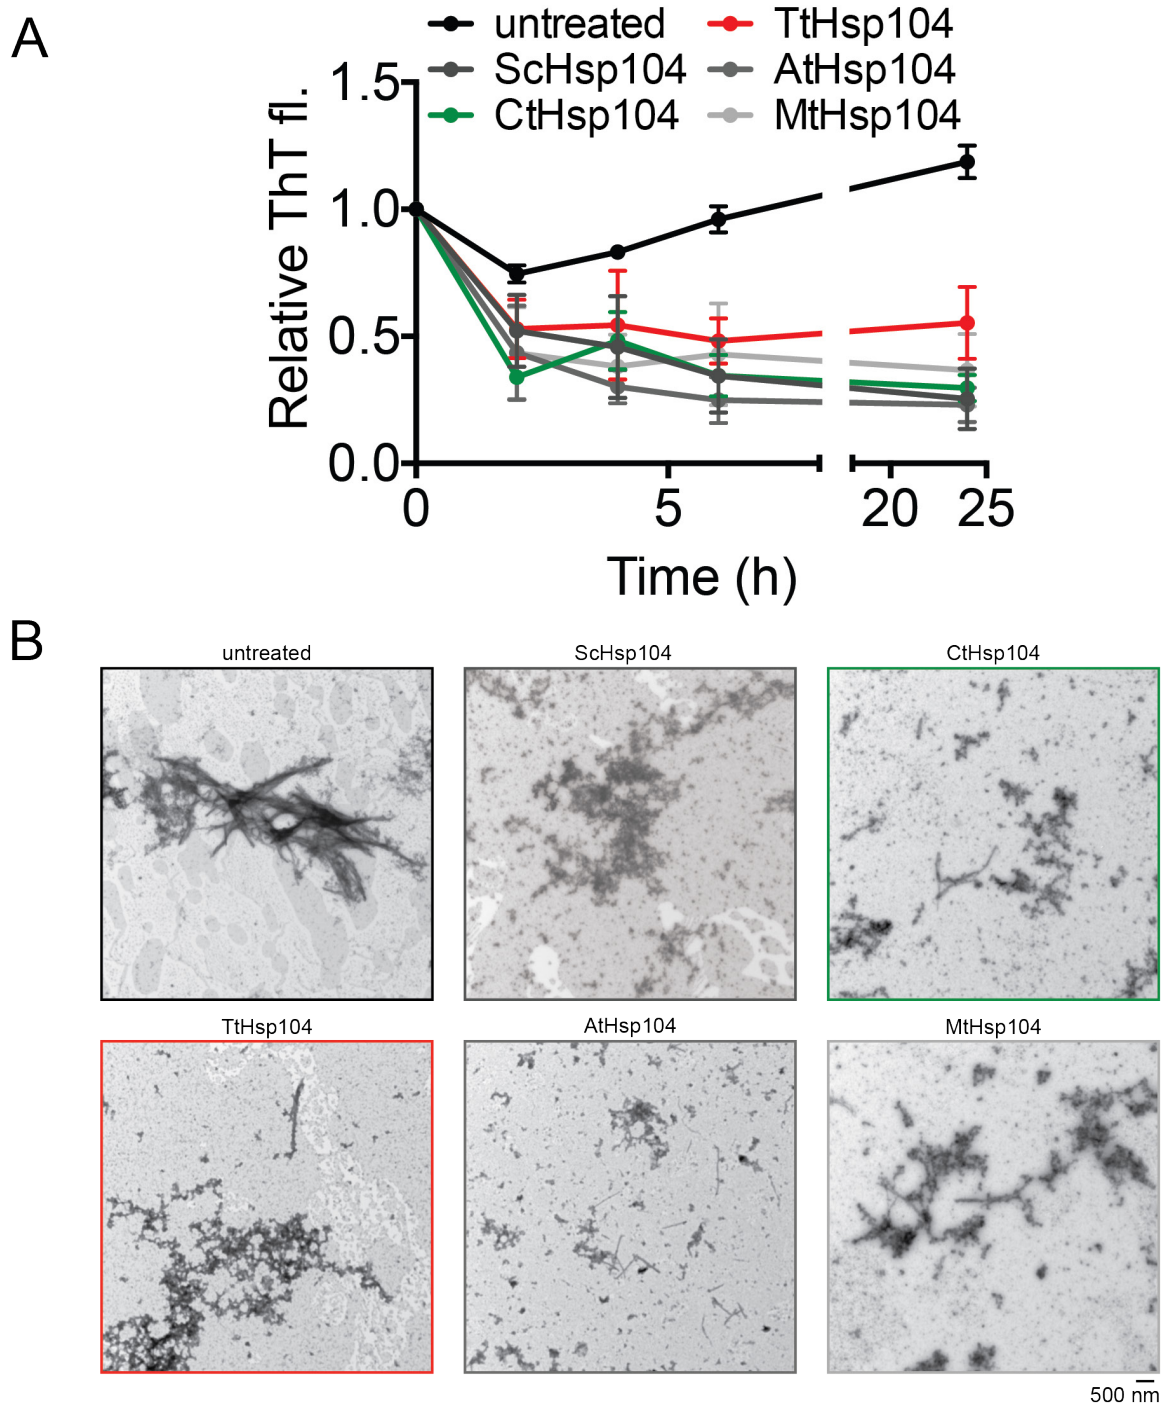 A
untreated TtHsp104
ScHsp104 AtHsp104
CtHsp104 MtHsp104
Relative ThT fl.
1.5
1.0
0.5
0.0
0 5 20 25
Time (h)
B
untreated ScHsp104 CtHsp104
TtHsp104 AtHsp104 MtHsp104
500 nm